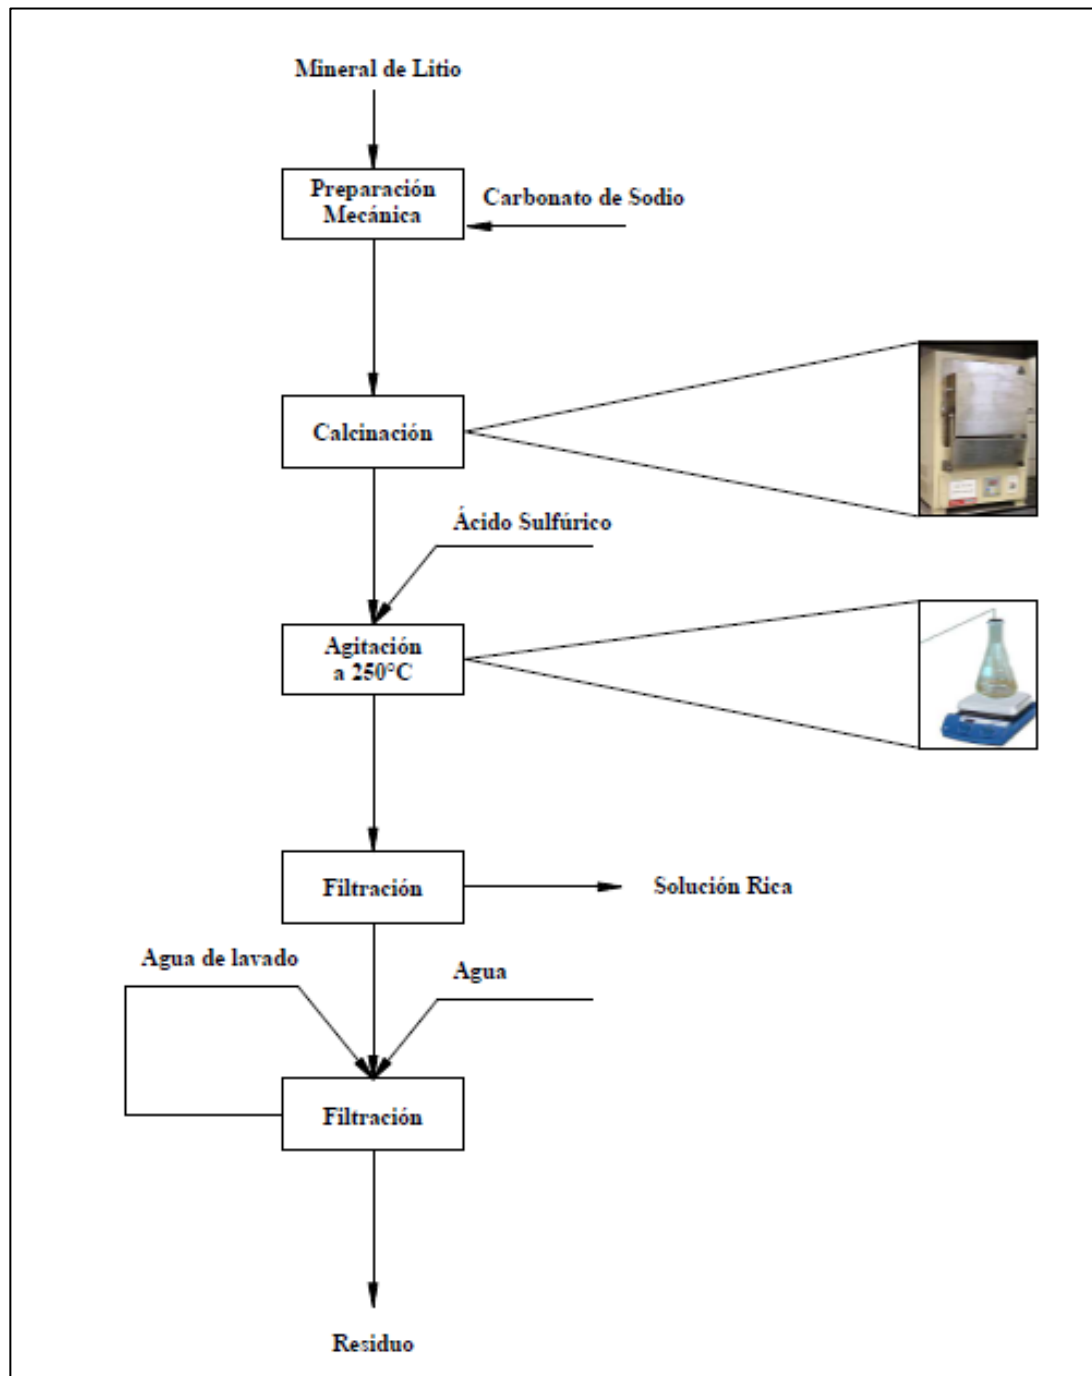 Mineral de Litio
Preparación
Mecánica
Carbonato de Sodio
Calcinación
Ácido Sulfúrico
Agitación
a 250°C
Filtración
Solución Rica
Agua de lavado
Agua
Filtración
Residuo